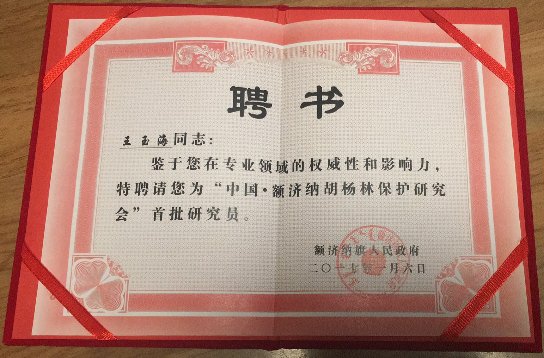 聘书
王玉海同志：
鉴于您在专业领域的权威性和影响力，
特聘请您为“中国·额济纳胡杨林保护研究
会”首批研究员。
额济纳旗人民政府
二〇一七年一月六日